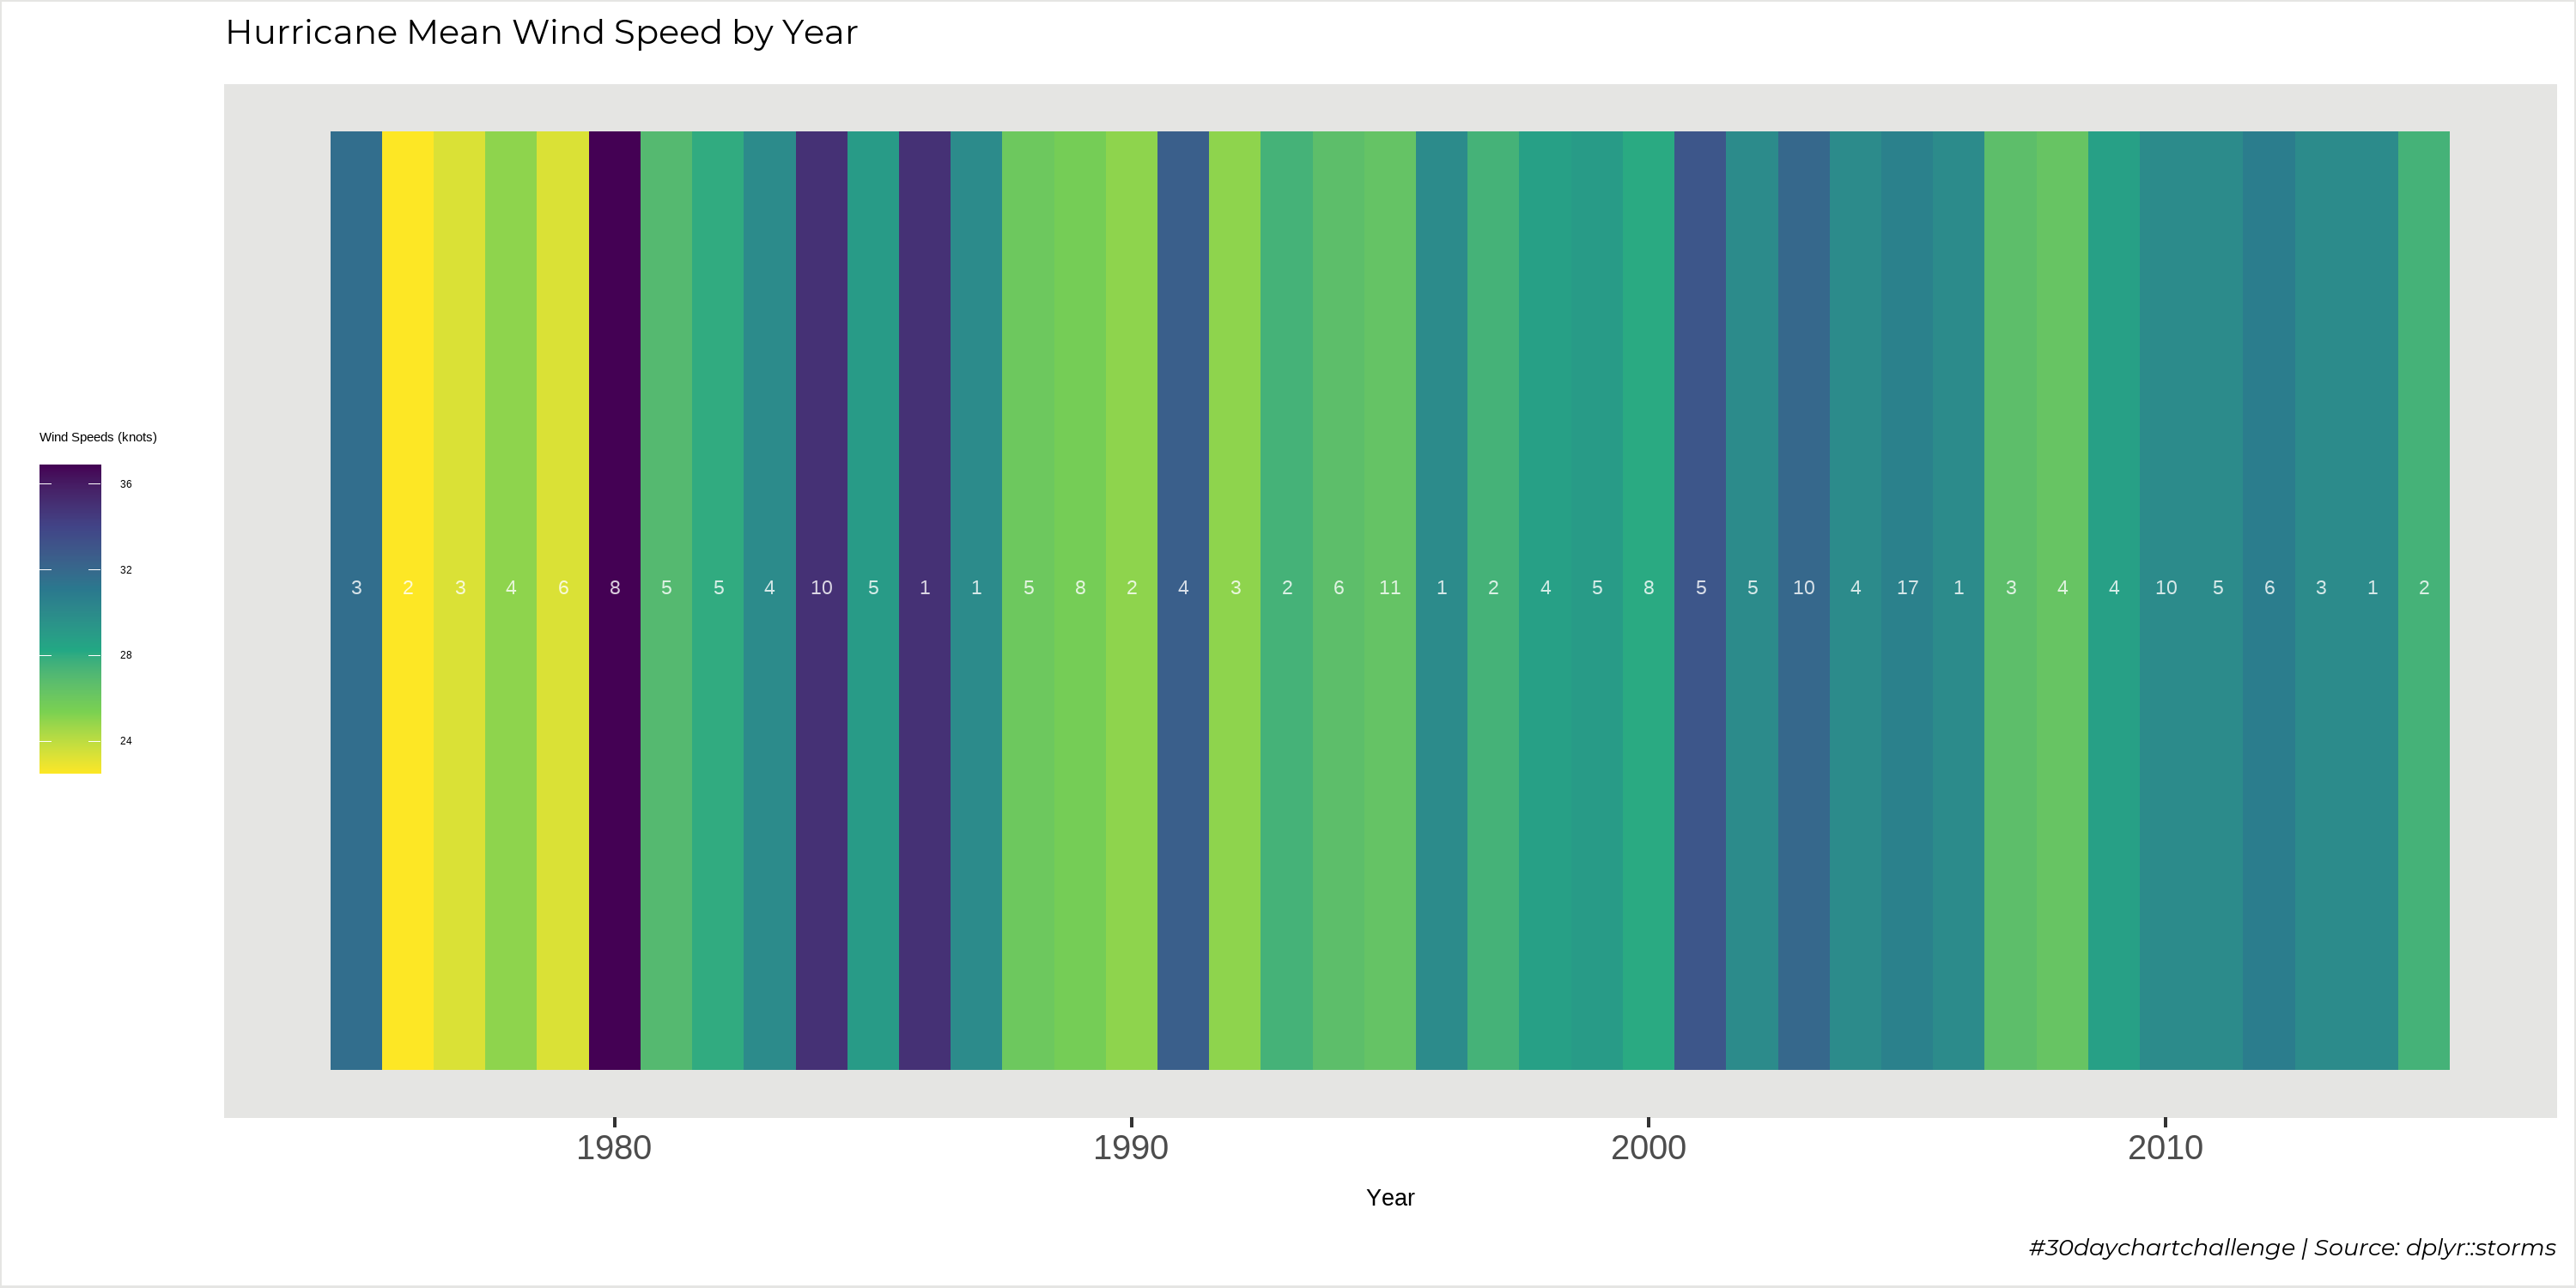 Hurricane Mean Wind Speed by Year
Wind Speeds (knots)
36
32
28
24
3 2 3 4 6 8 5 5 4 10 5 1 1 5 8 2 4 3 2 6 11 1 2 4 5 8 5 5 10 4 17 1 3 4 4 10 5 6 3 1 2
1980 1990 2000 2010
Year
#30daychartchallenge | Source: dplyr::storms